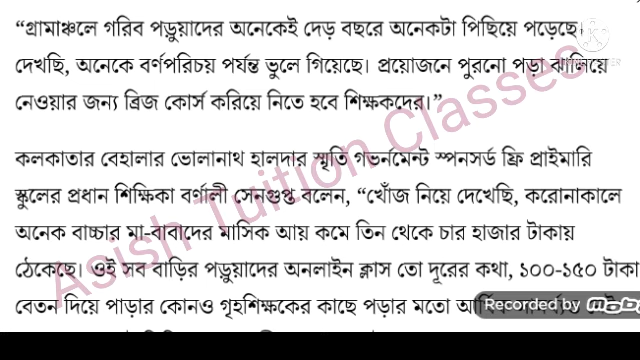 “গ্রামাঞ্চলে গরিব পড়ুয়াদের অনেকেই দেড় বছরে অনেকটা পিছিয়ে পড়েছে।
দেখছি, অনেকে বর্ণপরিচয় পর্যন্ত ভুলে গিয়েছে। প্রয়োজনে পুরনো পড়া ঝালিয়ে
নেওয়ার জন্য ব্রিজ কোর্স করিয়ে নিতে হবে শিক্ষকদের।”
কলকাতার বেহালার ভোলানাথ হালদার স্মৃতি গভর্নমেন্ট স্পনসর্ড ফ্রি প্রাইমারি
স্কুলের প্রধান শিক্ষিকা বর্ণালী সেনগুপ্ত বলেন, “খোঁজ নিয়ে দেখেছি, করোনাকালে
অনেক বাচ্চার মা-বাবাদের মাসিক আয় কমে তিন থেকে চার হাজার টাকায়
ঠেকেছে। ওই সব বাড়ির পড়ুয়াদের অনলাইন ক্লাস তো দূরের কথা, ১০০-১৫০ টাকা
বেতন দিয়ে পাড়ার কোনও গৃহশিক্ষকের কাছে পড়ার মতো
Asish Tuition Classes
Recorded by